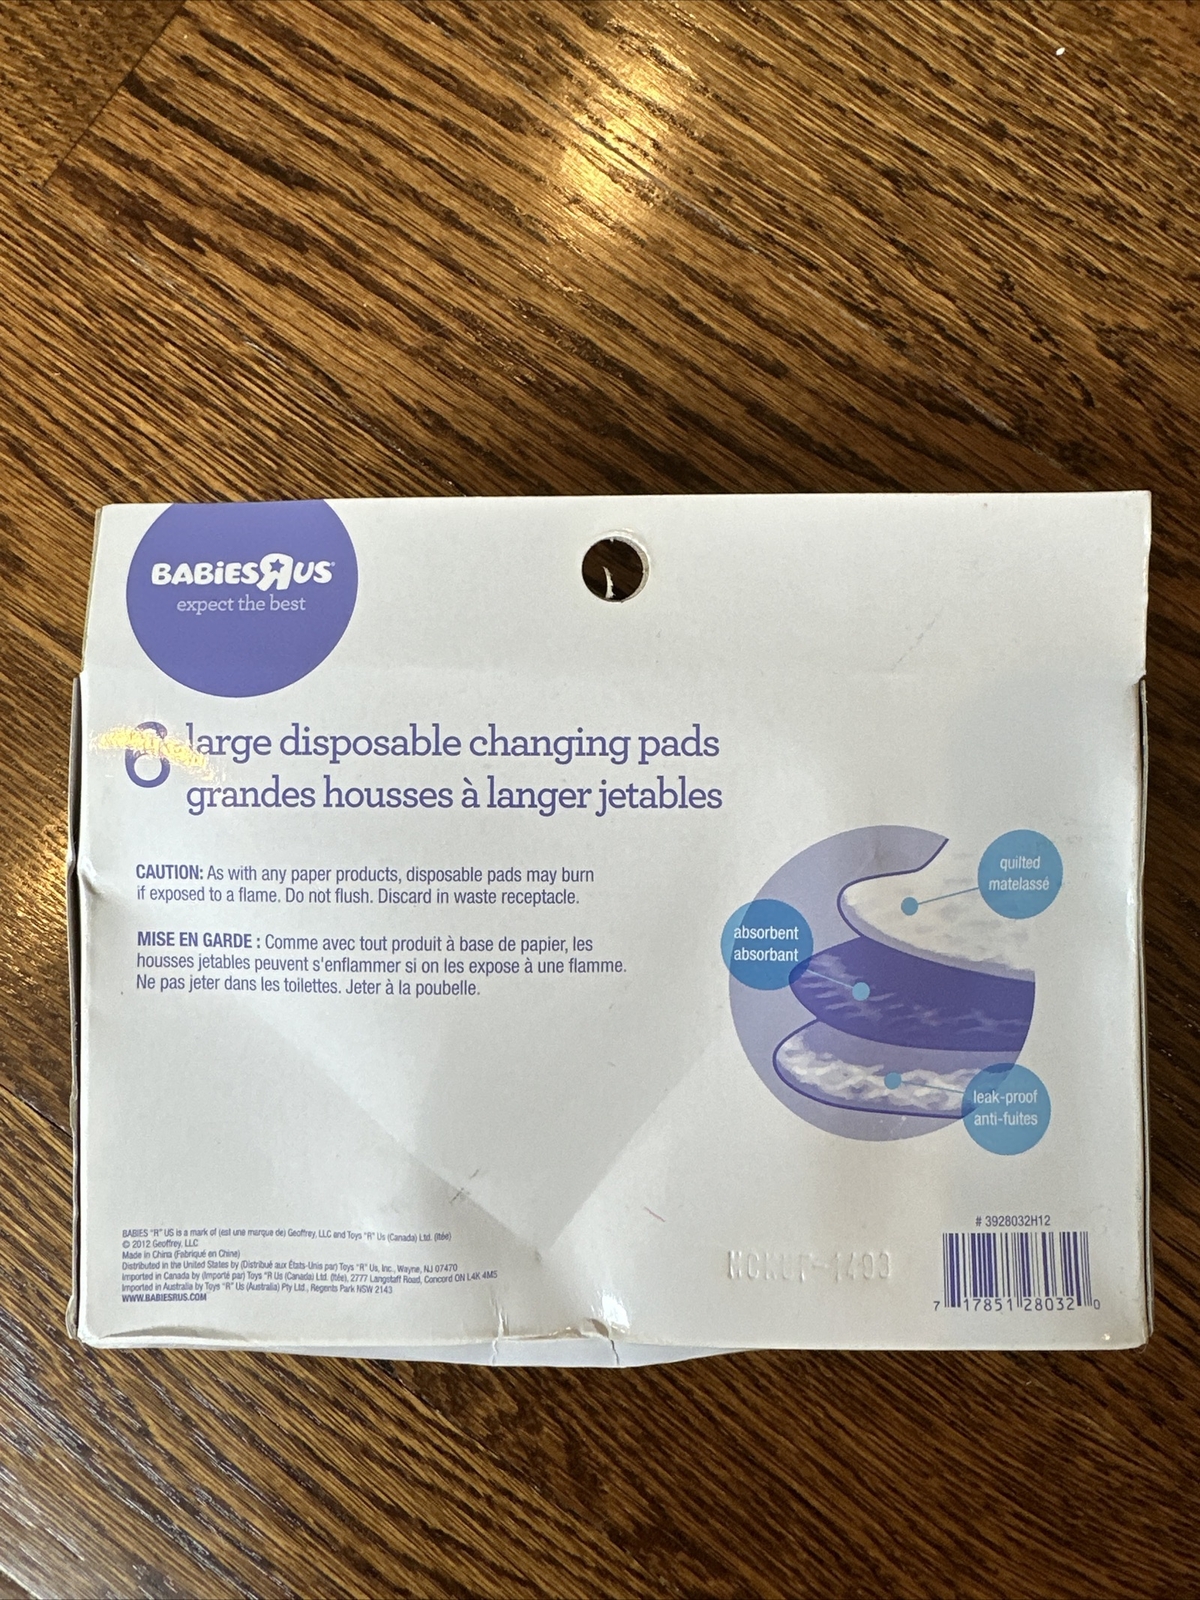 BABIES R US
expect the best
large disposable changing pads
grandes housses à langer jetables
CAUTION: As with any paper products, disposable pads may burn
if exposed to a flame. Do not flush. Discard in waste receptacle.
MISE EN GARDE : Comme avec tout produit à base de papier, les
housses jetables peuvent s'enflammer si on les expose à une flamme.
Ne pas jeter dans les toilettes. Jeter à la poubelle.
quilted
matelassé
absorbent
absorbant
leak-proof
anti-fuites
BABIES "R" US is a mark of (est une marque de) Geoffrey, LLC and Toys "R" Us (Canada) Ltd. (ltée)
© 2012 Geoffrey, LLC
Made in China (Fabriqué en Chine)
Distributed in the United States by (Distribué aux États-Unis par) Toys "R" Us, Inc., Wayne, NJ 07470
Imported in Canada by (Importé par) Toys "R Us (Canada) Ltd. (ltée), 2777 Langstaff Road, Concord ON L4K 4M5
Imported in Australia by Toys "R" Us (Australia) Pty Ltd., Regents Park NSW 2143
WWW.BABIESRUS.COM
# 3928032H12
7 17851 28032 0